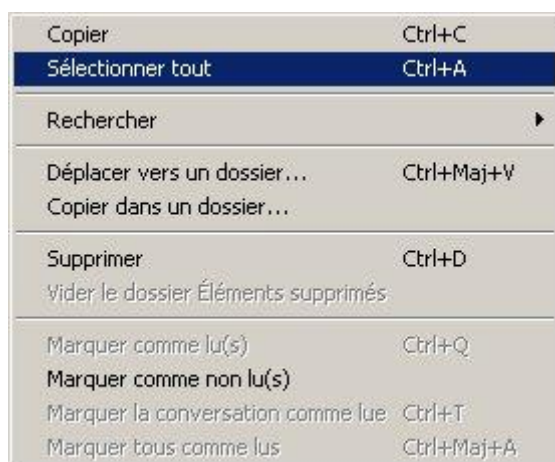 Copier Ctrl+C
Sélectionner tout Ctrl+A
Rechercher
Déplacer vers un dossier... Ctrl+Maj+V
Copier dans un dossier...
Supprimer Ctrl+D
Vider le dossier Éléments supprimés
Marquer comme lu(s) Ctrl+Q
Marquer comme non lu(s)
Marquer la conversation comme lue Ctrl+T
Marquer tous comme lus Ctrl+Maj+A